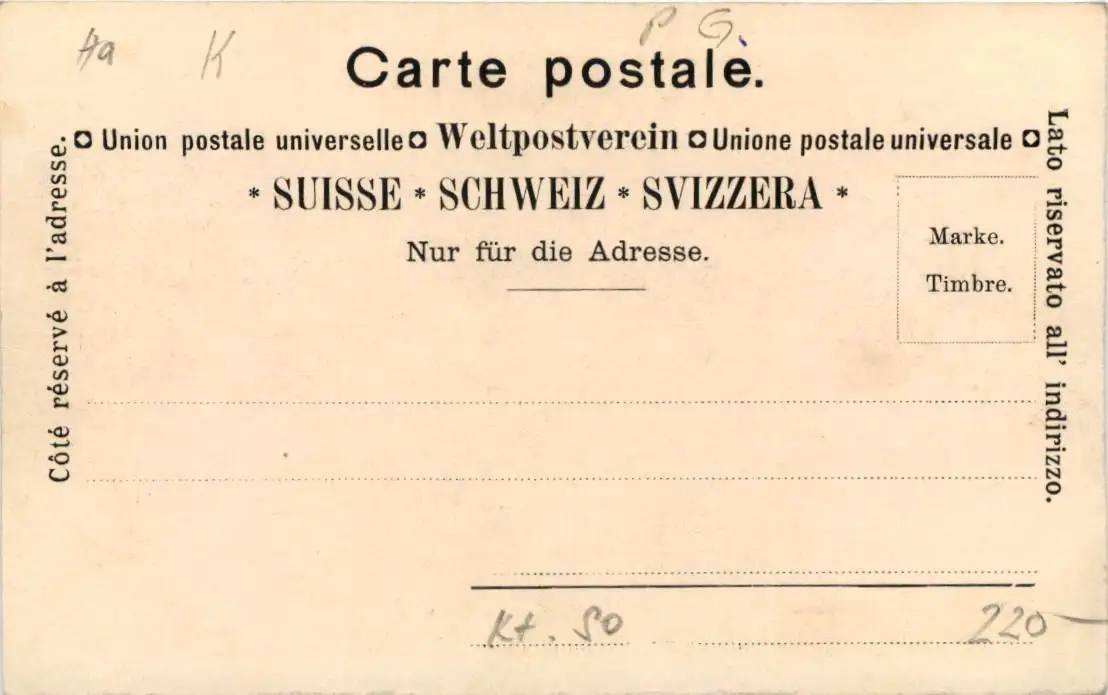 Ha K P G.
Carte postale.
Union postale universelle Weltpostverein Unione postale universale
* SUISSE * SCHWEIZ * SVIZZERA *
Nur für die Adresse.
Marke.
Timbre.
Côté réservé à l'adresse.
Lato riservato all' indirizzo.
Kt. SO
220